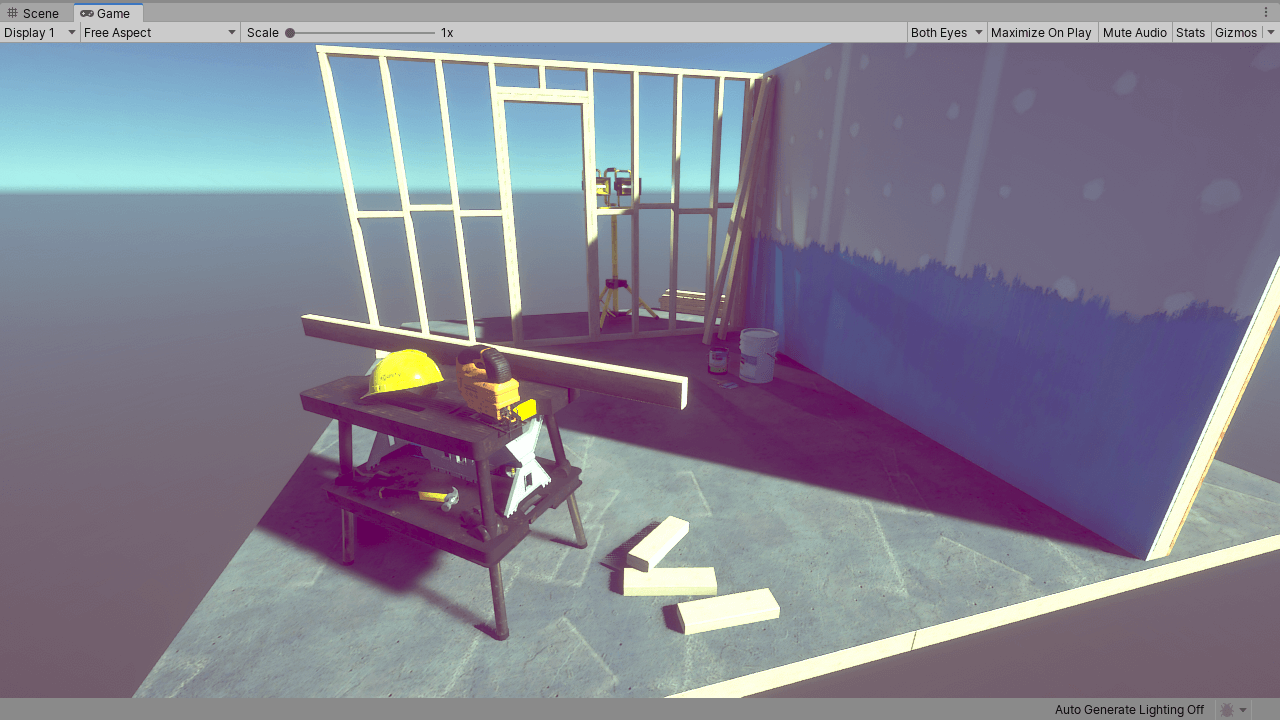 Scene
Game
Display 1
Free Aspect
Scale
1x
Both Eyes
Maximize On Play
Mute Audio
Stats
Gizmos
Auto Generate Lighting Off